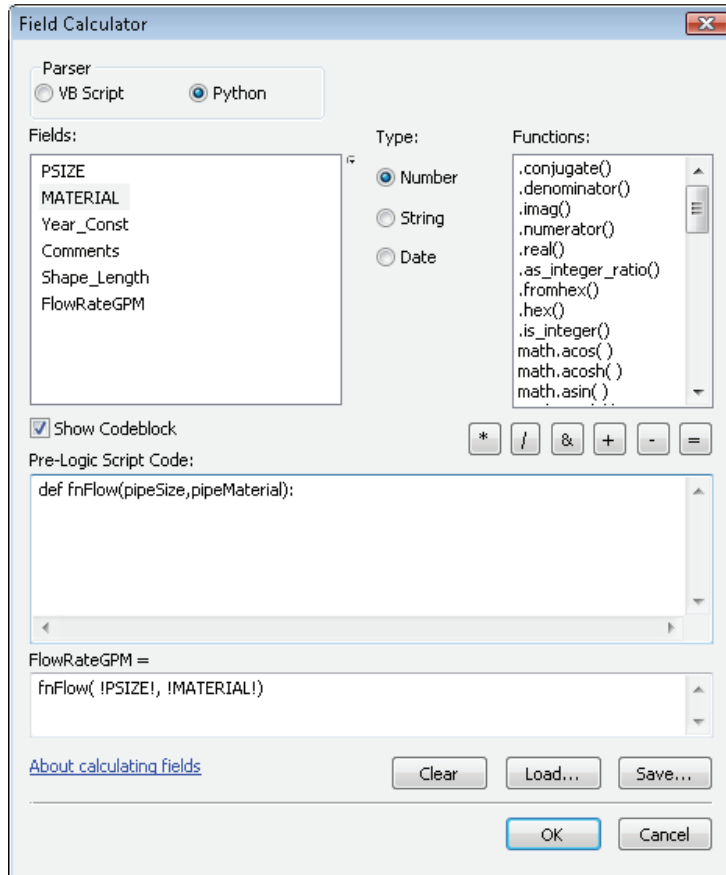 Field Calculator
Parser
VB Script
Python
Fields:
Type:
Functions:
PSIZE
MATERIAL
Year_Const
Comments
Shape_Length
FlowRateGPM
Number
String
Date
.conjugate()
.denominator()
.imag()
.numerator()
.real()
.as_integer_ratio()
.fromhex()
.hex()
.is_integer()
math.acos( )
math.acosh( )
math.asin( )
Show Codeblock
* / & + - =
Pre-Logic Script Code:
def fnFlow(pipeSize,pipeMaterial):
FlowRateGPM =
fnFlow( !PSIZE!, !MATERIAL!)
About calculating fields
Clear
Load...
Save...
OK
Cancel